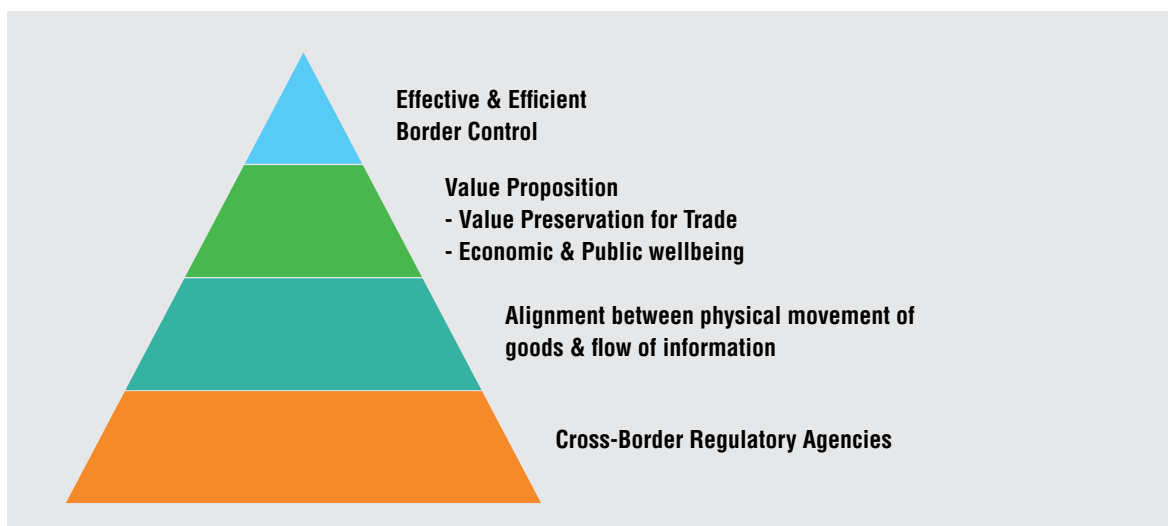 Effective & Efficient
Border Control
Value Proposition
- Value Preservation for Trade
- Economic & Public wellbeing
Alignment between physical movement of
goods & flow of information
Cross-Border Regulatory Agencies